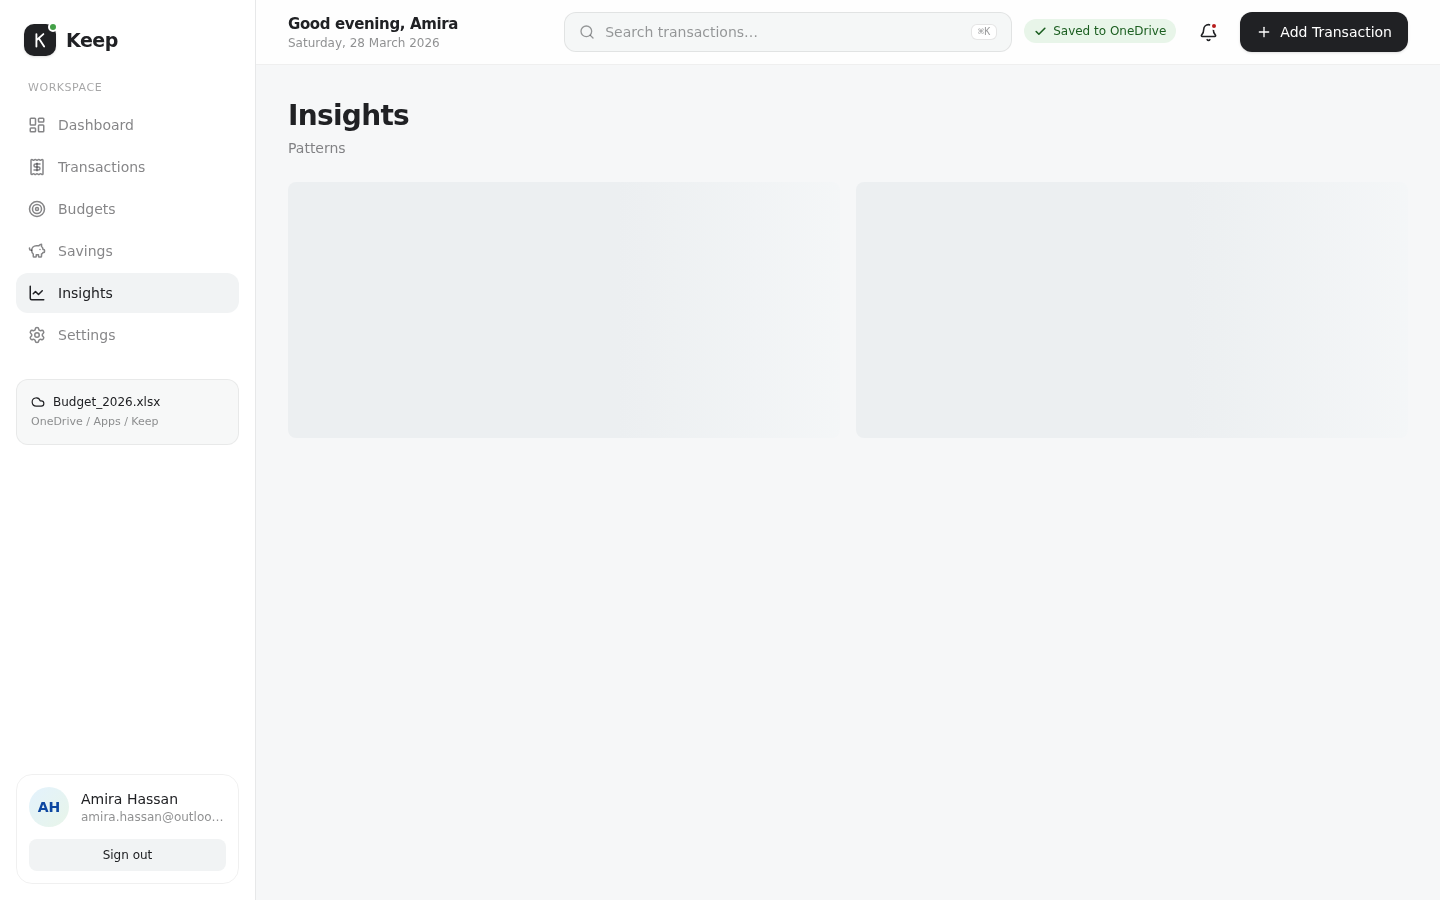 Keep
WORKSPACE
Dashboard
Transactions
Budgets
Savings
Insights
Settings
Budget_2026.xlsx
OneDrive / Apps / Keep
AH
Amira Hassan
amira.hassan@outloo…
Sign out
Good evening, Amira
Saturday, 28 March 2026
Search transactions...
⌘K
Saved to OneDrive
Add Transaction
Insights
Patterns